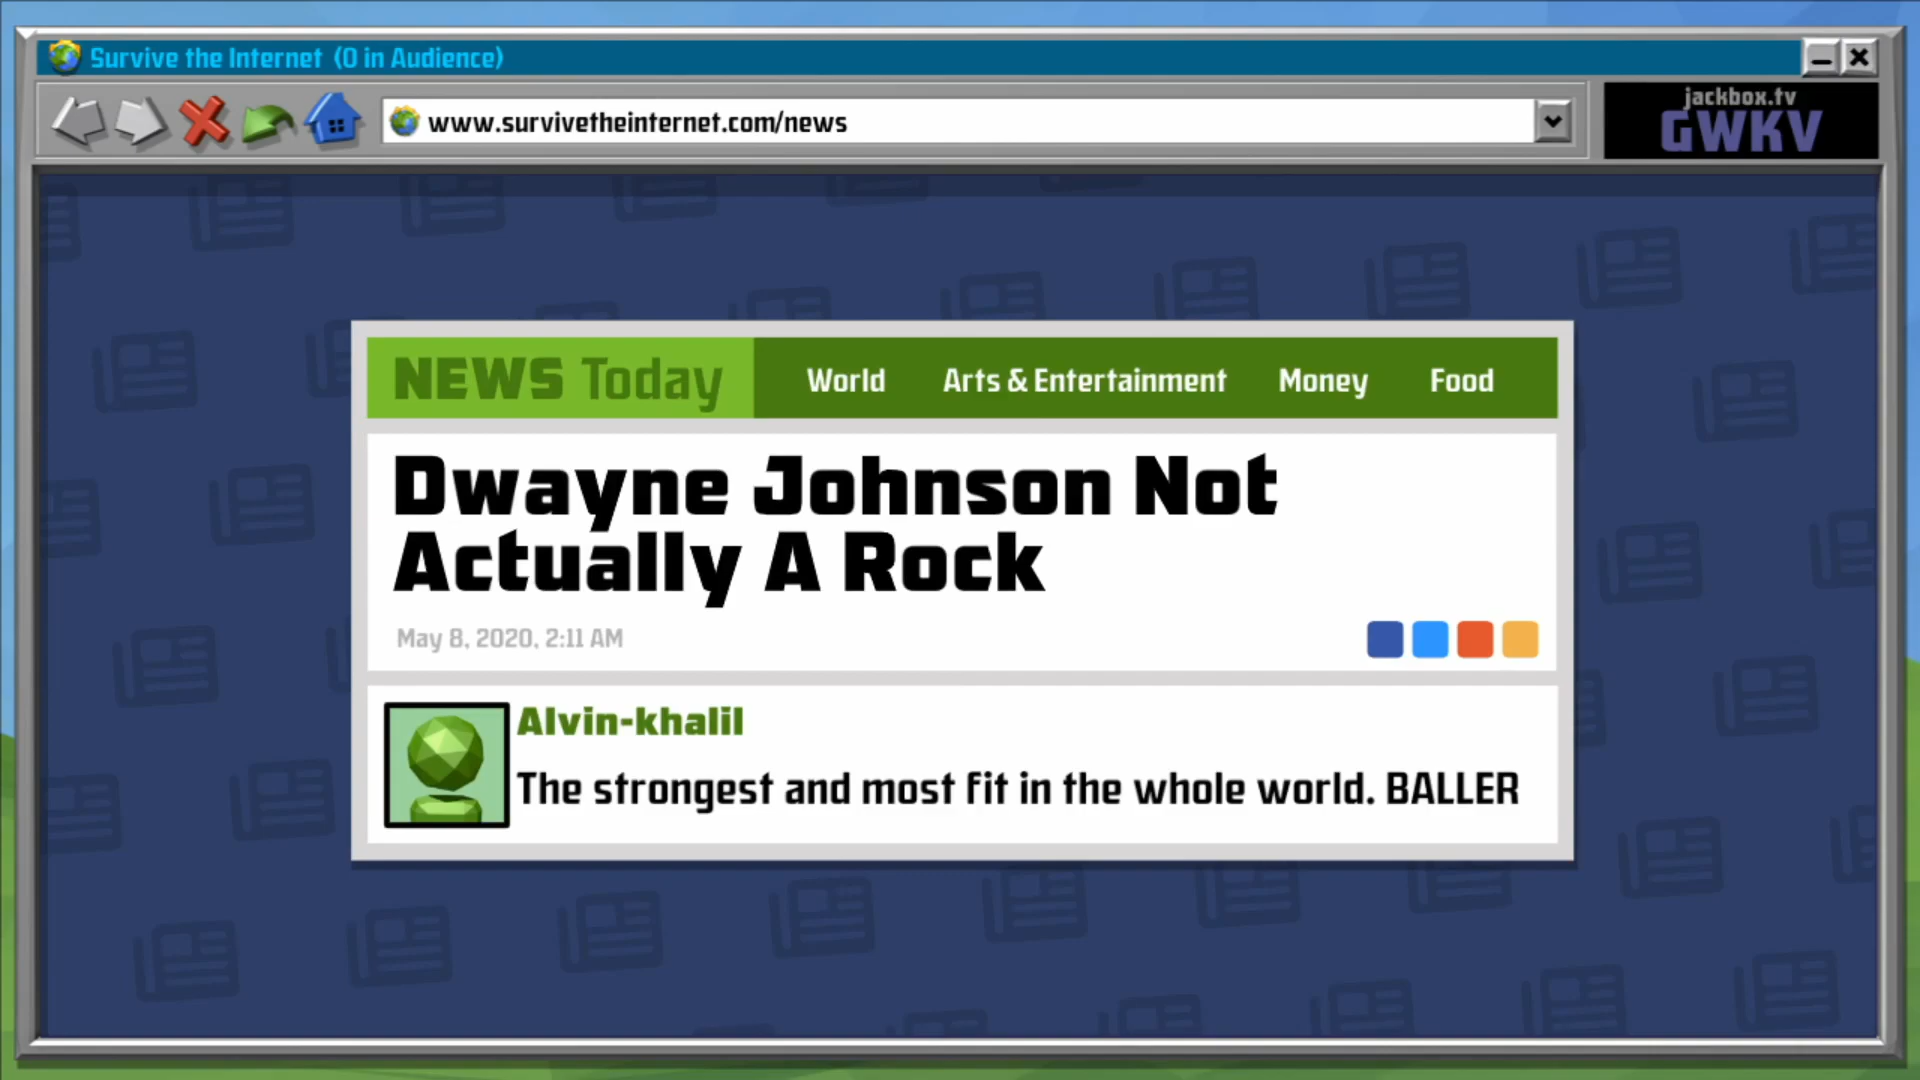 Survive the Internet (0 in Audience)
www.survivetheinternet.com/news
jackbox.tv
GWKV
NEWS Today World Arts & Entertainment Money Food
Dwayne Johnson Not
Actually A Rock
May 8, 2020, 2:11 AM
Alvin-khalil
The strongest and most fit in the whole world. BALLER